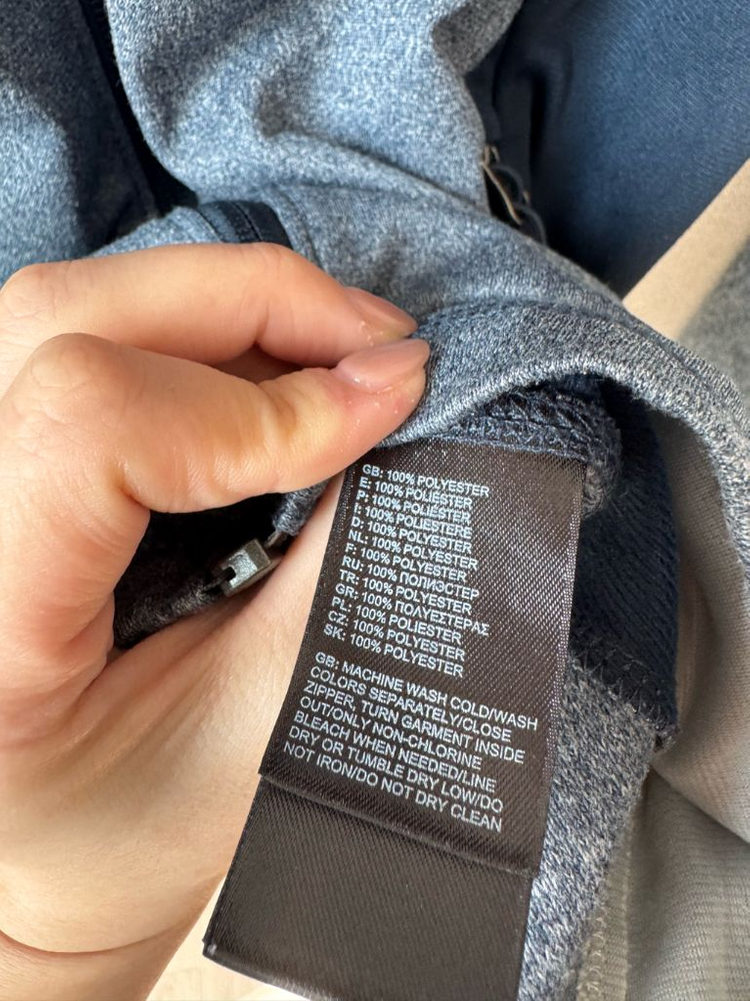 GB: 100% POLYESTER
E: 100% POLIESTER
P: 100% POLIESTER
I: 100% POLIESTERE
D: 100% POLYESTER
NL: 100% POLYESTER
F: 100% POLYESTER
RU: 100% ПОЛИЭСТЕР
TR: 100% POLYESTER
GR: 100% ΠΟΛΥΕΣΤΕΡΑΣ
PL: 100% POLIESTER
CZ: 100% POLYESTER
SK: 100% POLYESTER
GB: MACHINE WASH COLD/WASH
COLORS SEPARATELY/CLOSE
ZIPPER, TURN GARMENT INSIDE
OUT/ONLY NON-CHLORINE
BLEACH WHEN NEEDED/LINE
DRY OR TUMBLE DRY LOW/DO
NOT IRON/DO NOT DRY CLEAN